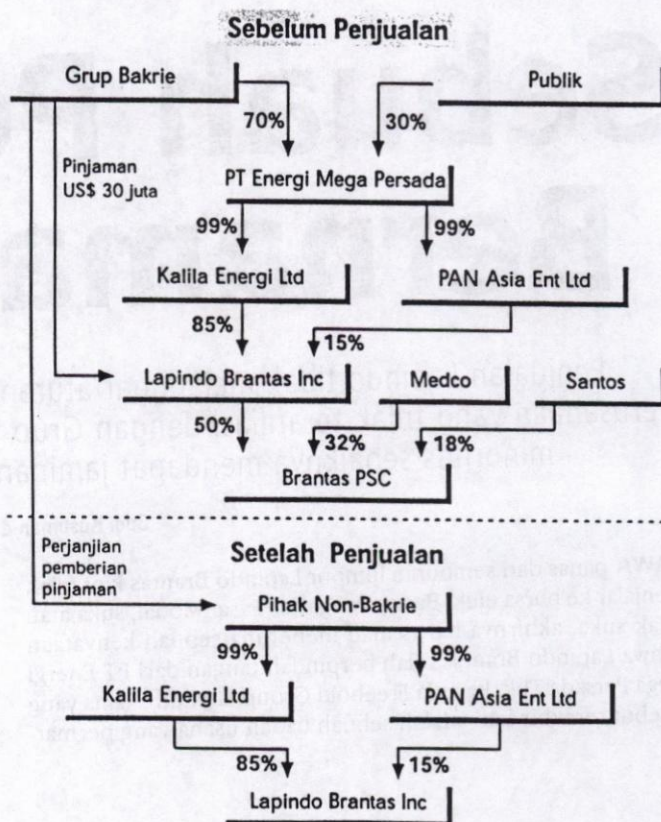 Sebelum Penjualan
Grup Bakrie
Publik
70%
30%
Pinjaman
US$ 30 juta
PT Energi Mega Persada
99%
99%
Kalila Energi Ltd
PAN Asia Ent Ltd
85%
15%
Lapindo Brantas Inc
Medco
Santos
50%
32%
18%
Brantas PSC
Perjanjian
pemberian
pinjaman
Setelah Penjualan
Pihak Non-Bakrie
99%
99%
Kalila Energi Ltd
PAN Asia Ent Ltd
85%
15%
Lapindo Brantas Inc